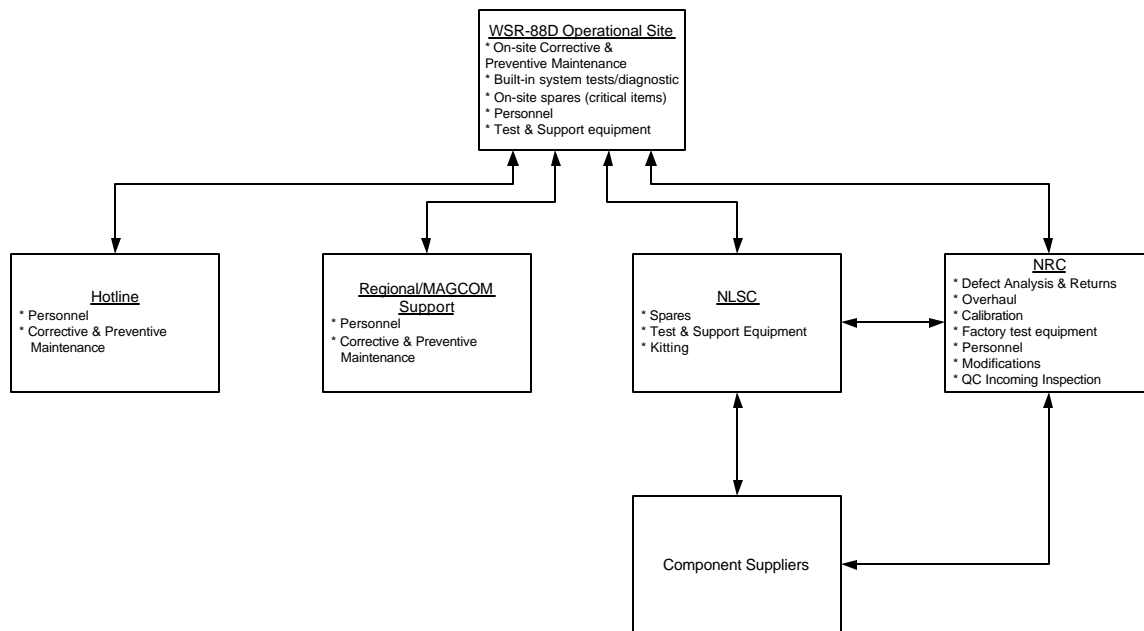 WSR-88D Operational Site
* On-site Corrective &
Preventive Maintenance
* Built-in system tests/diagnostic
* On-site spares (critical items)
* Personnel
* Test & Support equipment
Hotline
* Personnel
* Corrective & Preventive
Maintenance
Regional/MAGCOM
Support
* Personnel
* Corrective & Preventive
Maintenance
NLSC
* Spares
* Test & Support Equipment
* Kitting
NRC
* Defect Analysis & Returns
* Overhaul
* Calibration
* Factory test equipment
* Personnel
* Modifications
* QC Incoming Inspection
Component Suppliers